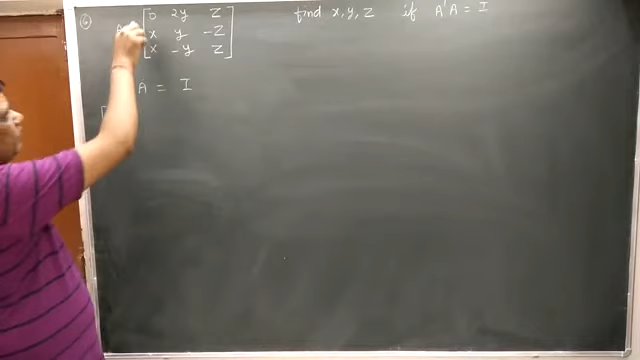 (6) A [ 0 2y z find x, y, z if A'A = I
x y -z
x -y z ]
A = I
[